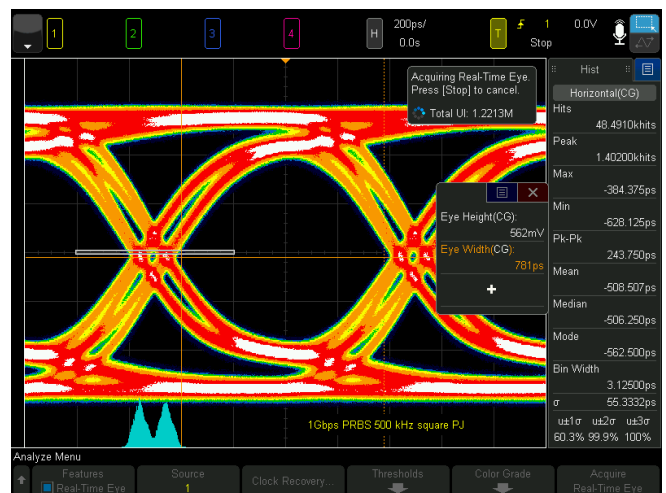 1
2
3
4
H
200ps/
0.0s
T
1
0.0V
Stop
Acquiring Real-Time Eye.
Press [Stop] to cancel.
Total UI: 1.2213M
Hist
Horizontal(CG)
Hits
48.4910khits
Peak
1.40200khits
Max
-384.375ps
Min
-628.125ps
Pk-Pk
243.750ps
Mean
-508.507ps
Median
-506.250ps
Mode
-562.500ps
Bin Width
3.12500ps
σ
55.3332ps
u±1σ u±2σ u±3σ
60.3% 99.9% 100%
Eye Height(CG):
562mV
Eye Width(CG):
781ps
1Gbps PRBS 500 kHz square PJ
Analyze Menu
Features
Real-Time Eye
Source
1
Clock Recovery...
Thresholds
Color Grade
Acquire
Real-Time Eye